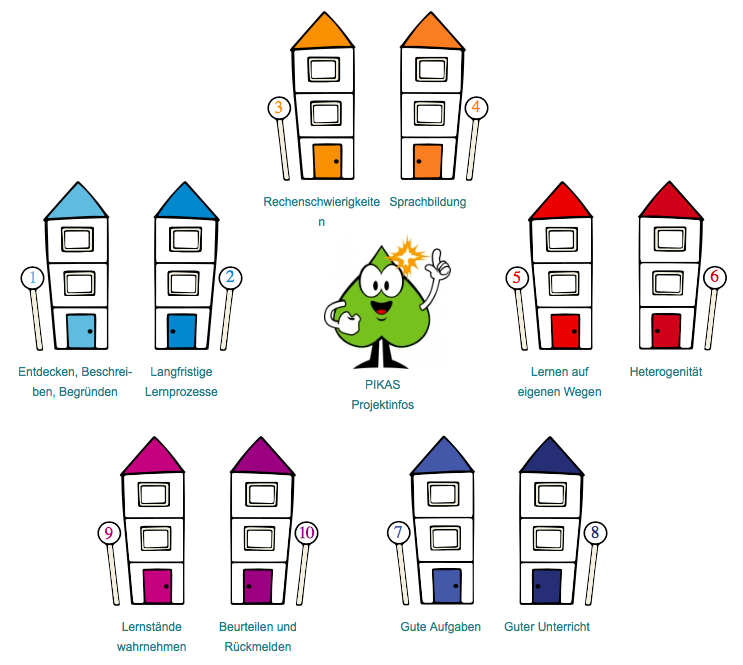 3
4
Rechenschwierigkeite
n
Sprachbildung
1
2
5
6
Entdecken, Beschrei-
ben, Begründen
Langfristige
Lernprozesse
PIKAS
Projektinfos
Lernen auf
eigenen Wegen
Heterogenität
9
10
7
8
Lernstände
wahrnehmen
Beurteilen und
Rückmelden
Gute Aufgaben
Guter Unterricht